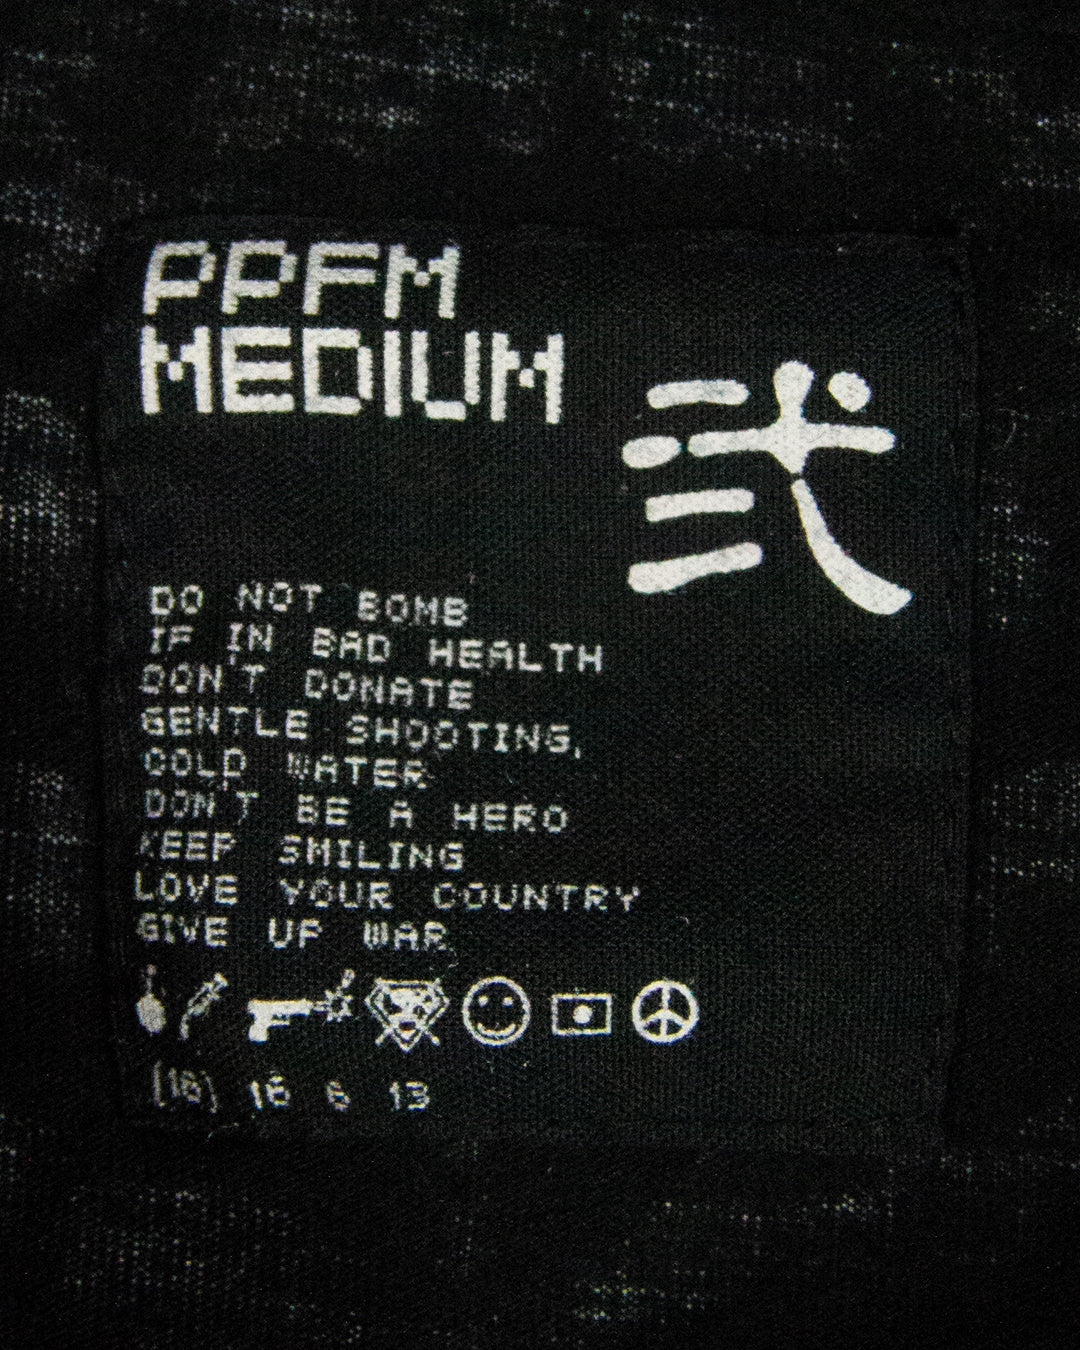 PPFM
MEDIUM
弐
DO NOT BOMB
IF IN BAD HEALTH
DON'T DONATE
GENTLE SHOOTING,
COLD WATER
DON'T BE A HERO
KEEP SMILING
LOVE YOUR COUNTRY
GIVE UP WAR
(18) 16 6 13